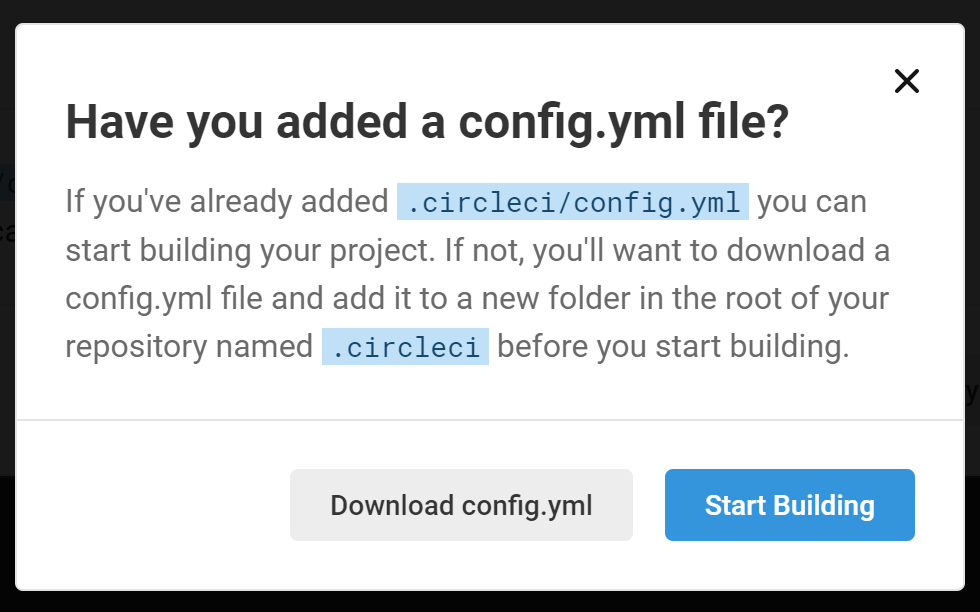 Have you added a config.yml file?
If you've already added .circleci/config.yml you can
start building your project. If not, you'll want to download a
config.yml file and add it to a new folder in the root of your
repository named .circleci before you start building.
Download config.yml
Start Building